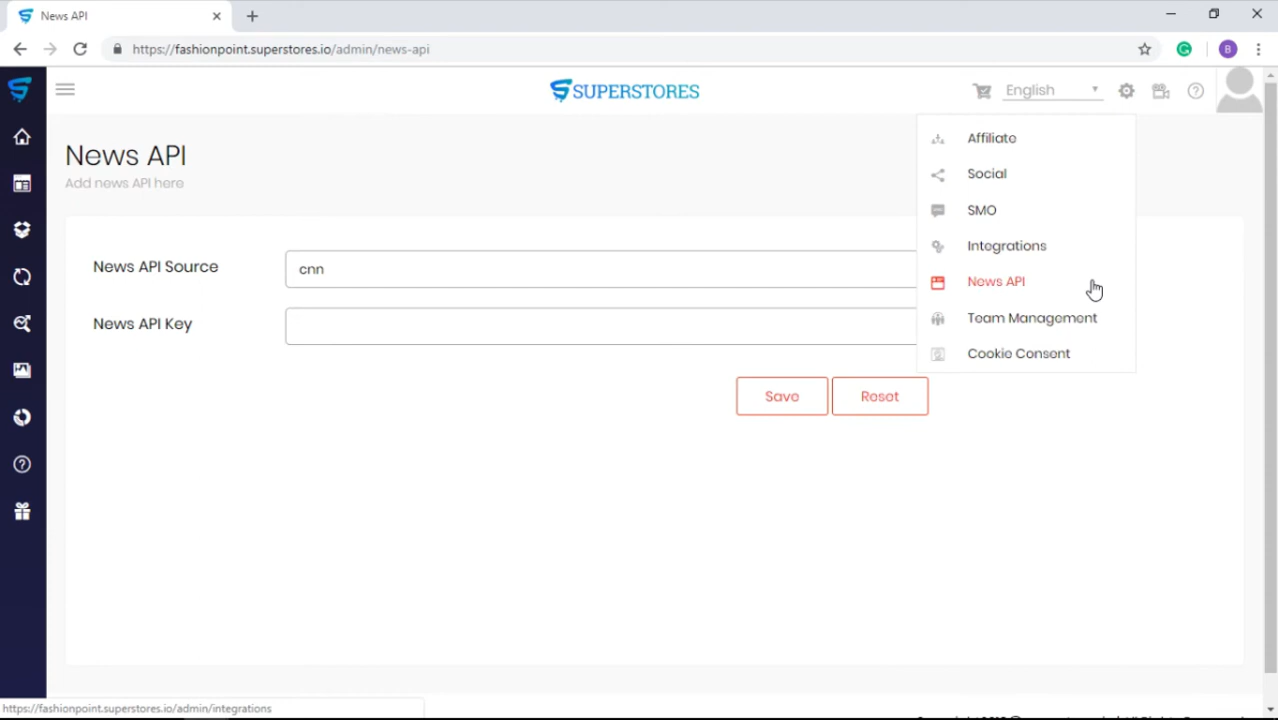 News API
https://fashionpoint.superstores.io/admin/news-api
B
SUPERSTORES
English
News API
Add news API here
Affiliate
Social
SMO
Integrations
News API
Team Management
Cookie Consent
News API Source
cnn
News API Key
Save
Reset
https://fashionpoint.superstores.io/admin/integrations